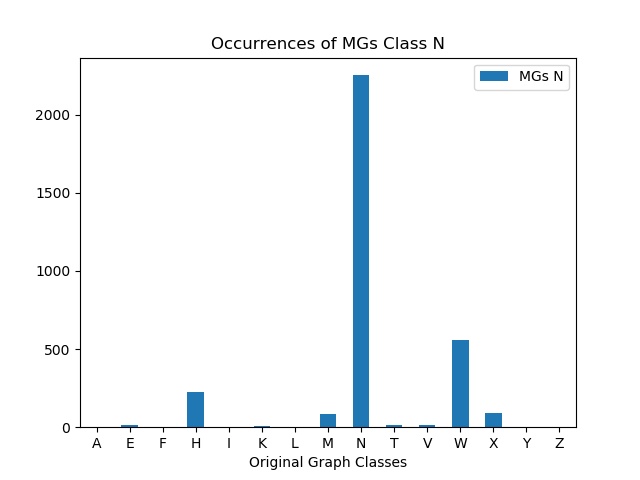 Occurrences of MGs Class N
MGs N
2000
1500
1000
500
0
A E F H I K L M N T V W X Y Z
Original Graph Classes